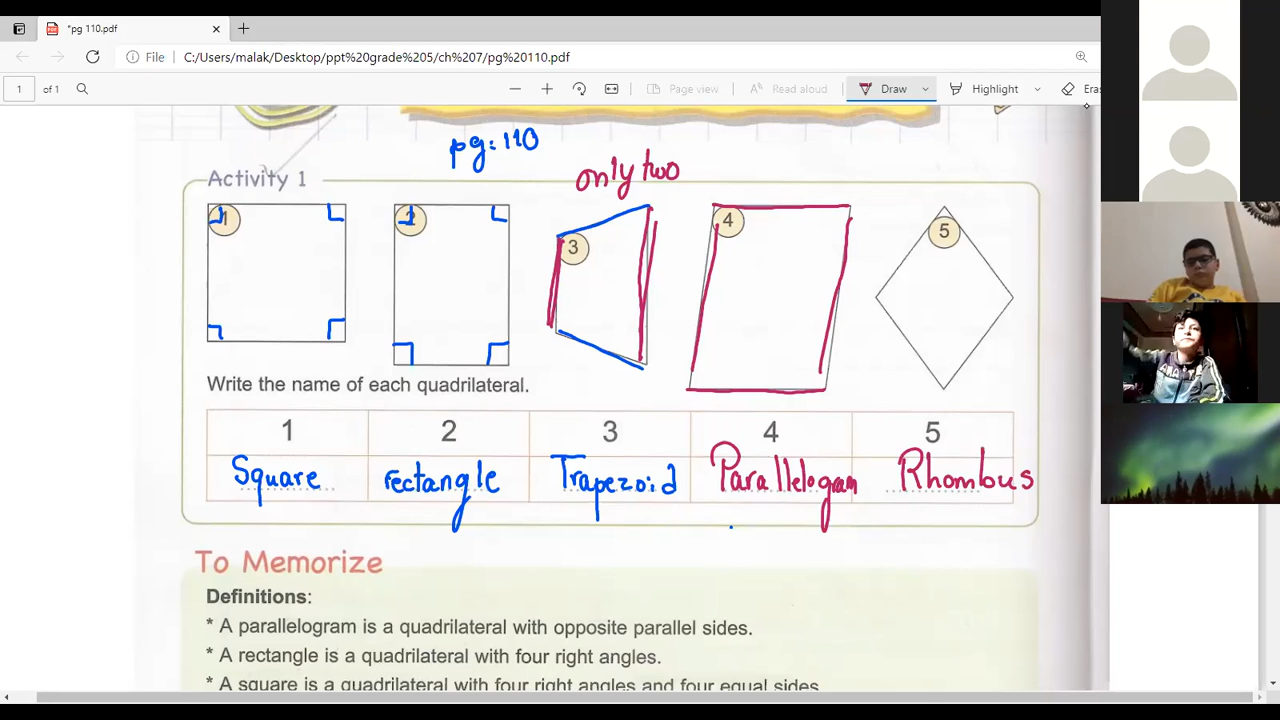 *pg 110.pdf
File C:/Users/malak/Desktop/ppt%20grade%205/ch%207/pg%20110.pdf
1 of 1 Page view Read aloud Draw Highlight Eras
pg: 110
only two
Activity 1
1 2 3 4 5
Write the name of each quadrilateral.
1 2 3 4 5
Square rectangle Trapezoid Parallelogram Rhombus
To Memorize
Definitions:
* A parallelogram is a quadrilateral with opposite parallel sides.
* A rectangle is a quadrilateral with four right angles.
* A square is a quadrilateral with four right angles and four equal sides